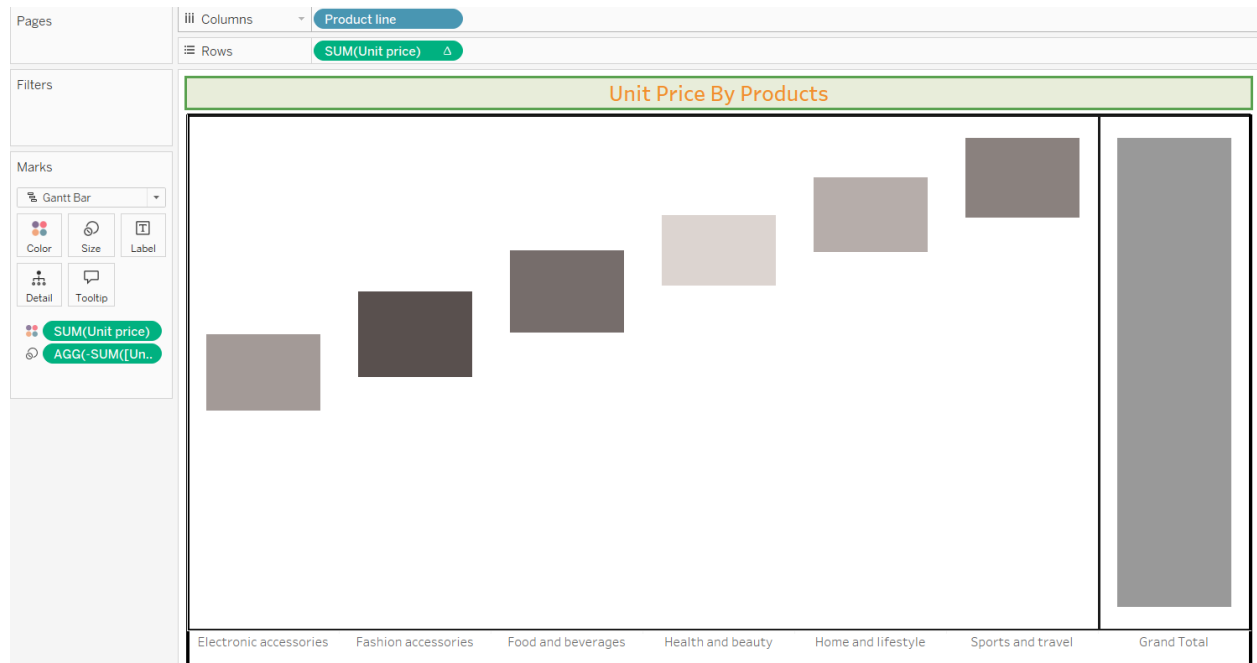 Pages
iii Columns
Product line
Rows
SUM(Unit price) Δ
Filters
Unit Price By Products
Marks
Gantt Bar
Color
Size
Label
Detail
Tooltip
SUM(Unit price)
AGG(-SUM([Un..
Electronic accessories
Fashion accessories
Food and beverages
Health and beauty
Home and lifestyle
Sports and travel
Grand Total